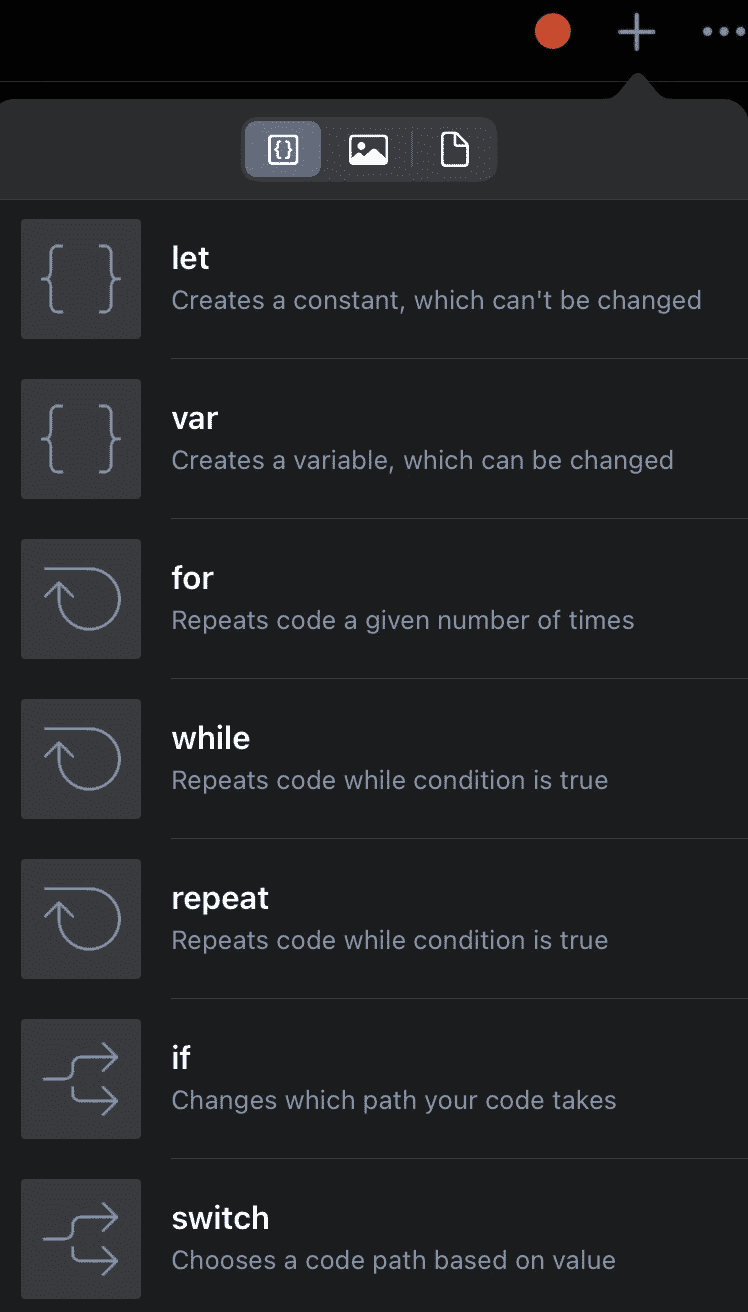 let
Creates a constant, which can't be changed
var
Creates a variable, which can be changed
for
Repeats code a given number of times
while
Repeats code while condition is true
repeat
Repeats code while condition is true
if
Changes which path your code takes
switch
Chooses a code path based on value